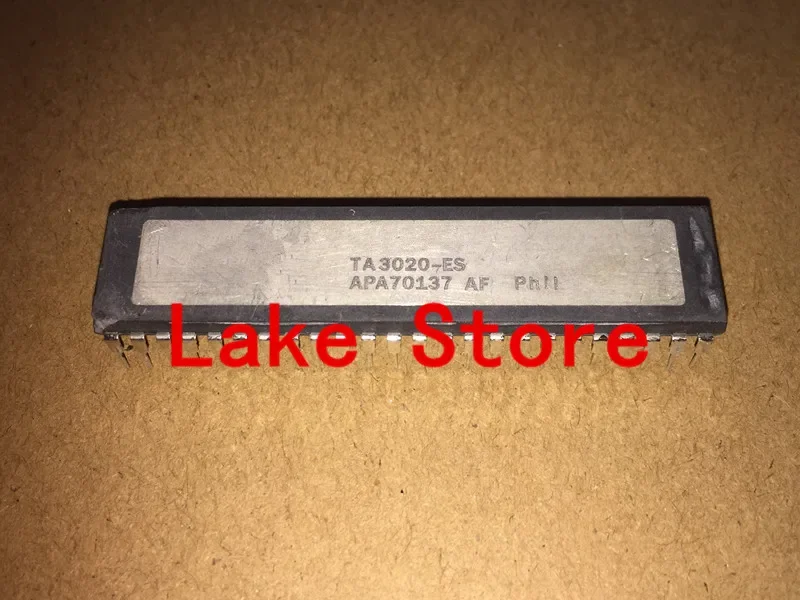 TA3020-ES
APA70137 AF Phil
Lake Store